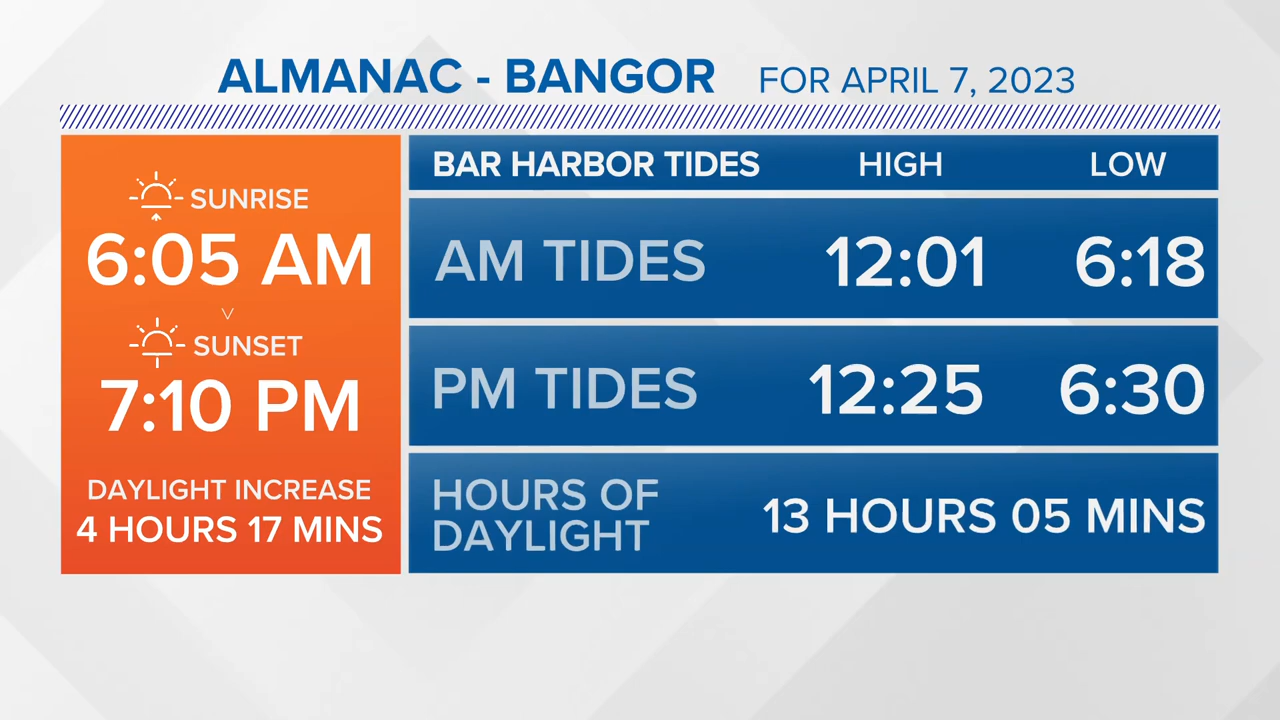 ALMANAC - BANGOR FOR APRIL 7, 2023
SUNRISE
6:05 AM
SUNSET
7:10 PM
DAYLIGHT INCREASE
4 HOURS 17 MINS
BAR HARBOR TIDES HIGH LOW
AM TIDES 12:01 6:18
PM TIDES 12:25 6:30
HOURS OF
DAYLIGHT
13 HOURS 05 MINS